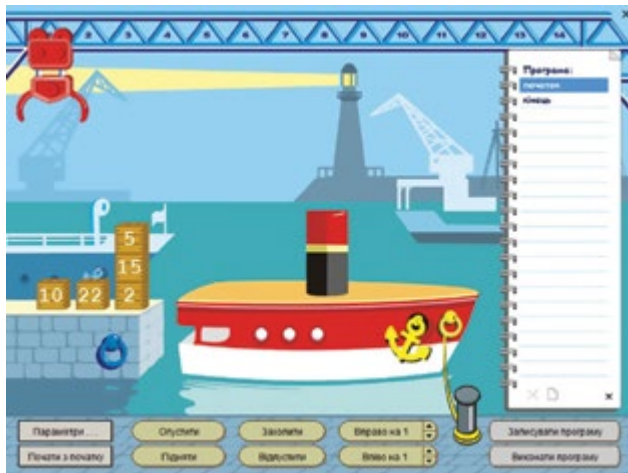 1 2 3 4 5 6 7 8 9 10 11 12 13 14
Програма:
початок
кінець
5
15
10 22 2
Параметри ...
Опустити
Захопити
Вправо на 1
Записувати програму
Почати з початку
Підняти
Відпустити
Вліво на 1
Виконати програму